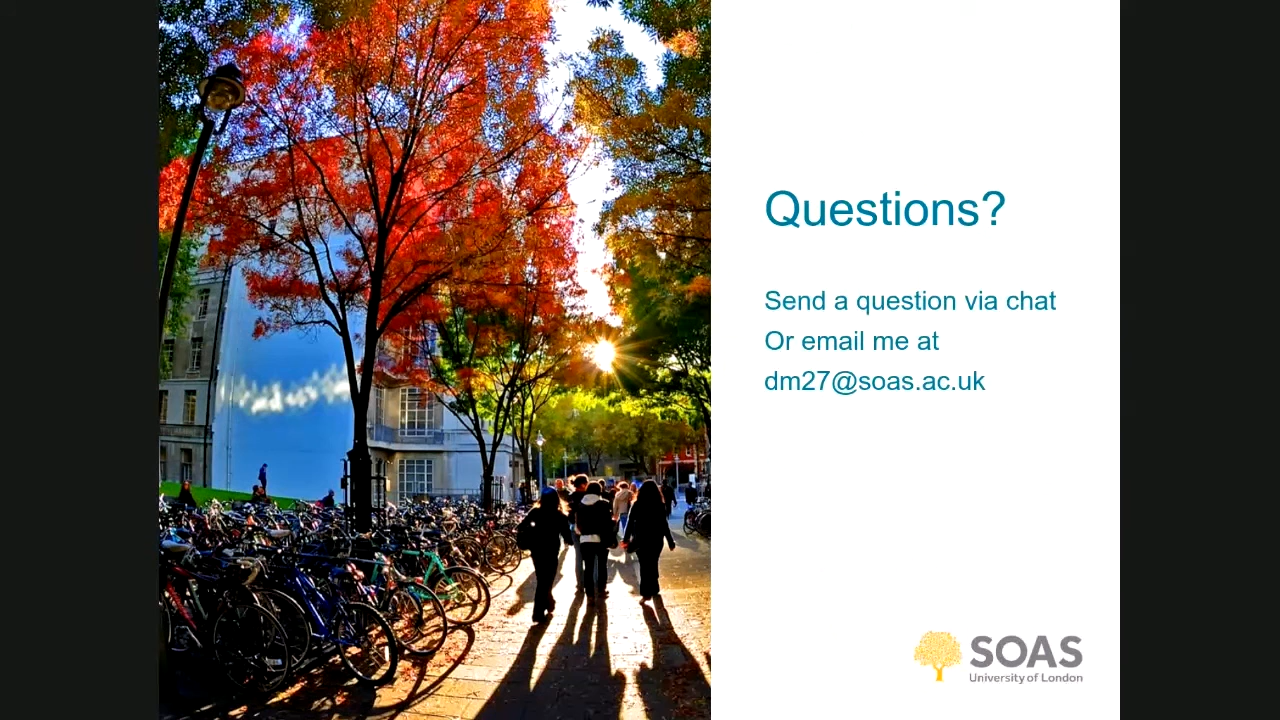 Questions?
Send a question via chat
Or email me at
dm27@soas.ac.uk
SOAS
University of London